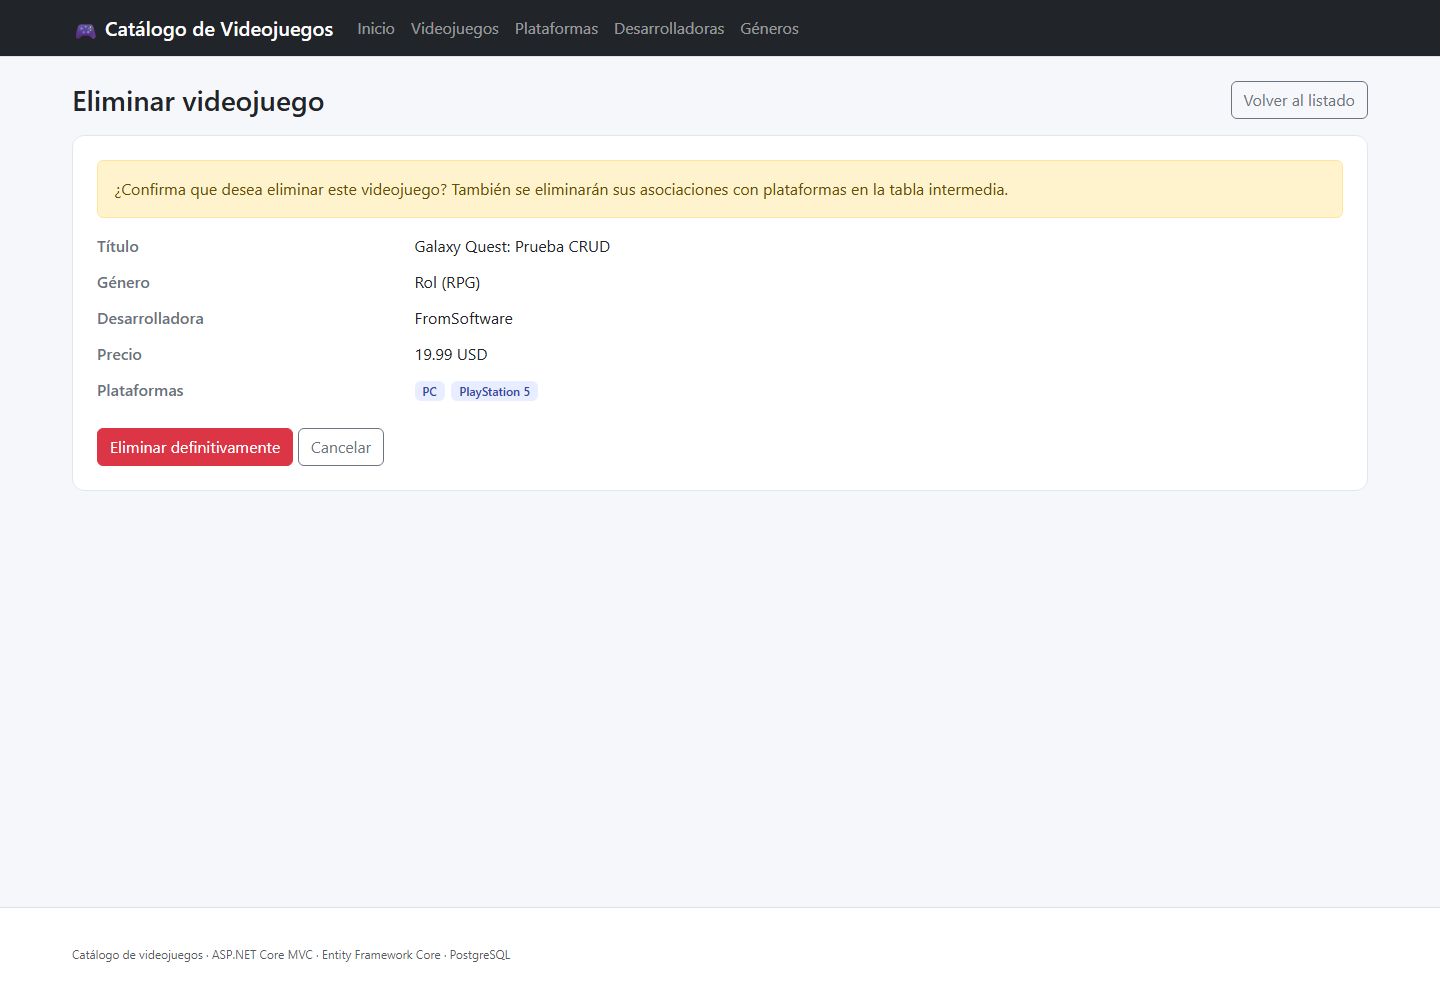 Catálogo de Videojuegos Inicio Videojuegos Plataformas Desarrolladoras Géneros
Eliminar videojuego Volver al listado
¿Confirma que desea eliminar este videojuego? También se eliminarán sus asociaciones con plataformas en la tabla intermedia.
Título Galaxy Quest: Prueba CRUD
Género Rol (RPG)
Desarrolladora FromSoftware
Precio 19.99 USD
Plataformas PC PlayStation 5
Eliminar definitivamente Cancelar
Catálogo de videojuegos · ASP.NET Core MVC · Entity Framework Core · PostgreSQL